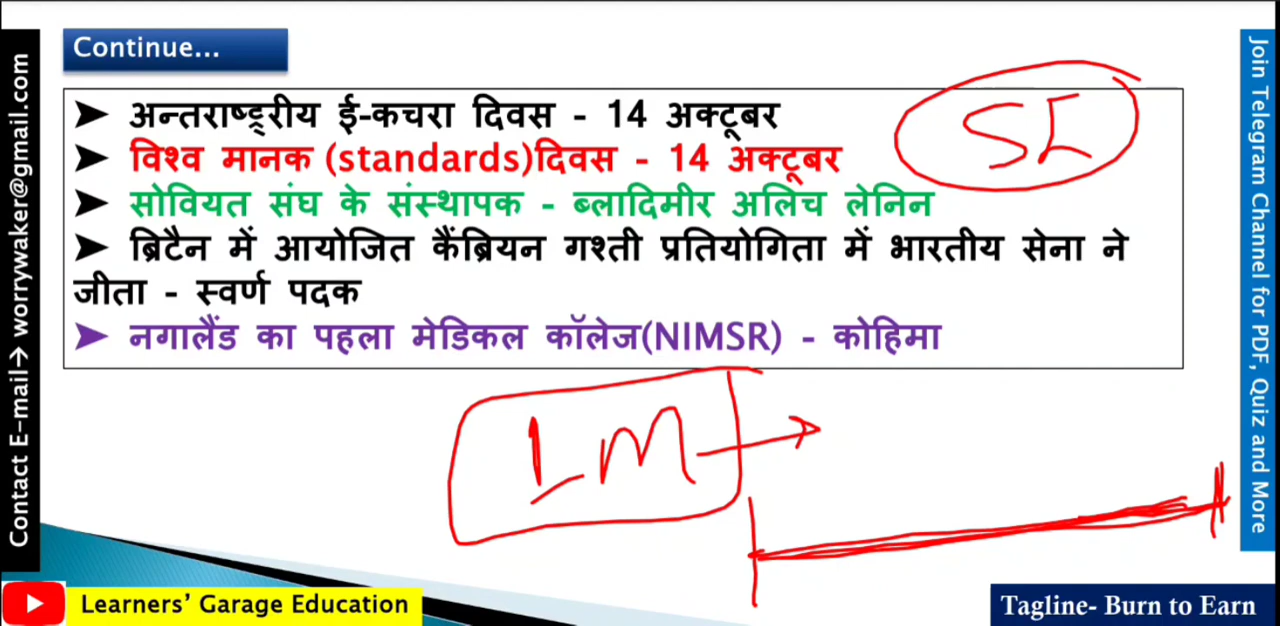 Continue...
➤ अन्तराष्ट्र्रीय ई-कचरा दिवस - 14 अक्टूबर
➤ विश्व मानक (standards)दिवस - 14 अक्टूबर
➤ सोवियत संघ के संस्थापक - ब्लादिमीर अलिच लेनिन
➤ ब्रिटैन में आयोजित कैंब्रियन गश्ती प्रतियोगिता में भारतीय सेना ने
जीता - स्वर्ण पदक
➤ नगालैंड का पहला मेडिकल कॉलेज(NIMSR) - कोहिमा
Contact E-mail→ worrywaker@gmail.com
Join Telegram Channel for PDF, Quiz and More
Learners' Garage Education
Tagline- Burn to Earn